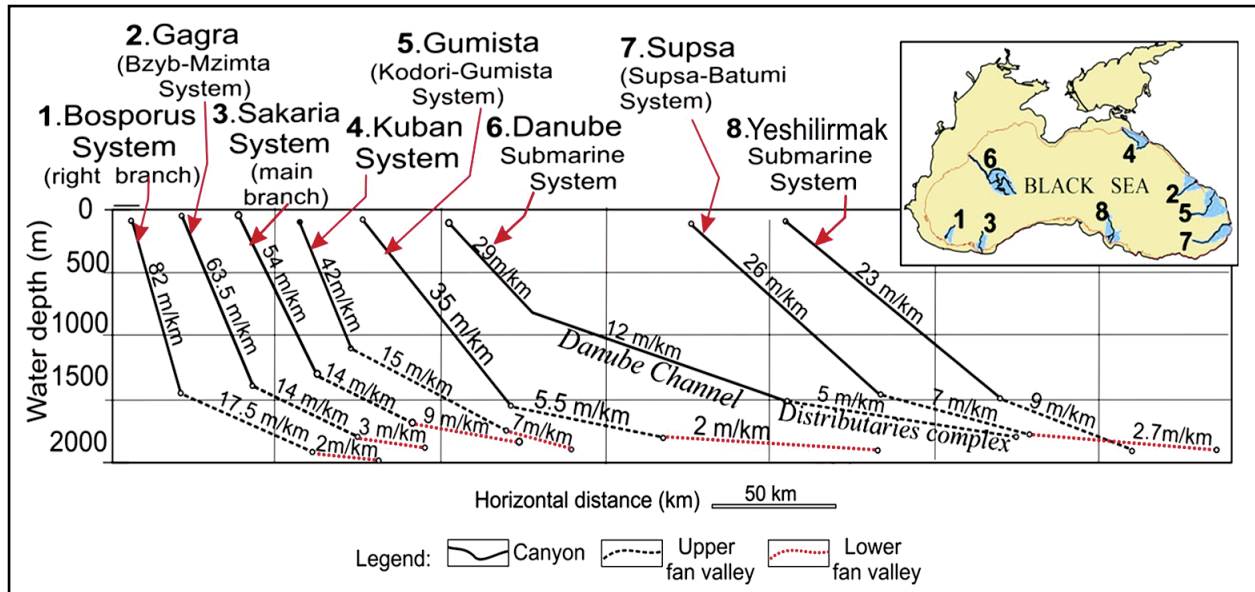 2.Gagra
(Bzyb-Mzimta
System)
5.Gumista
(Kodori-Gumista
System)
7.Supsa
(Supsa-Batumi
System)
1.Bosporus
System
(right branch)
3.Sakaria
System
(main
branch)
4.Kuban
System
6.Danube
Submarine
System
8.Yeshilirmak
Submarine
System
6
4
BLACK SEA
2
5
8
1
3
7
Water depth (m)
0
500
1000
1500
2000
82 m/km
63.5 m/km
54 m/km
42m/km
35 m/km
29m/km
26 m/km
23 m/km
12 m/km
Danube Channel
17.5 m/km
14 m/km
14 m/km
15 m/km
5.5 m/km
5 m/km
7 m/km
9 m/km
Distributaries complex
2m/km
3 m/km
9 m/km
7m/km
2 m/km
2.7m/km
Horizontal distance (km)
50 km
Legend:
Canyon
Upper
fan valley
Lower
fan valley